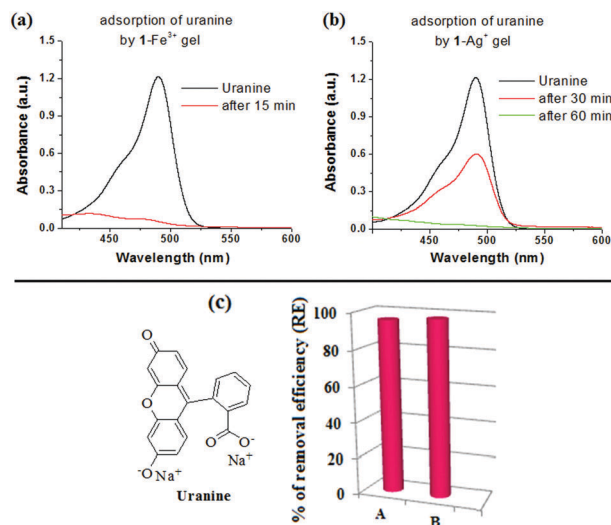 (a)
adsorption of uranine
by 1-Fe³⁺ gel
1.5
1.2
0.9
0.6
0.3
0.0
Absorbance (a.u.)
Uranine
after 15 min
450
500
550
600
Wavelength (nm)
(b)
adsorption of uranine
by 1-Ag⁺ gel
1.5
1.2
0.9
0.6
0.3
0.0
Absorbance (a.u.)
Uranine
after 30 min
after 60 min
400
450
500
550
600
Wavelength (nm)
(c)
O
O
O
O⁻
Na⁺
⁻O
Na⁺
Uranine
% of removal efficiency (RE)
100
80
60
40
20
0
A
B